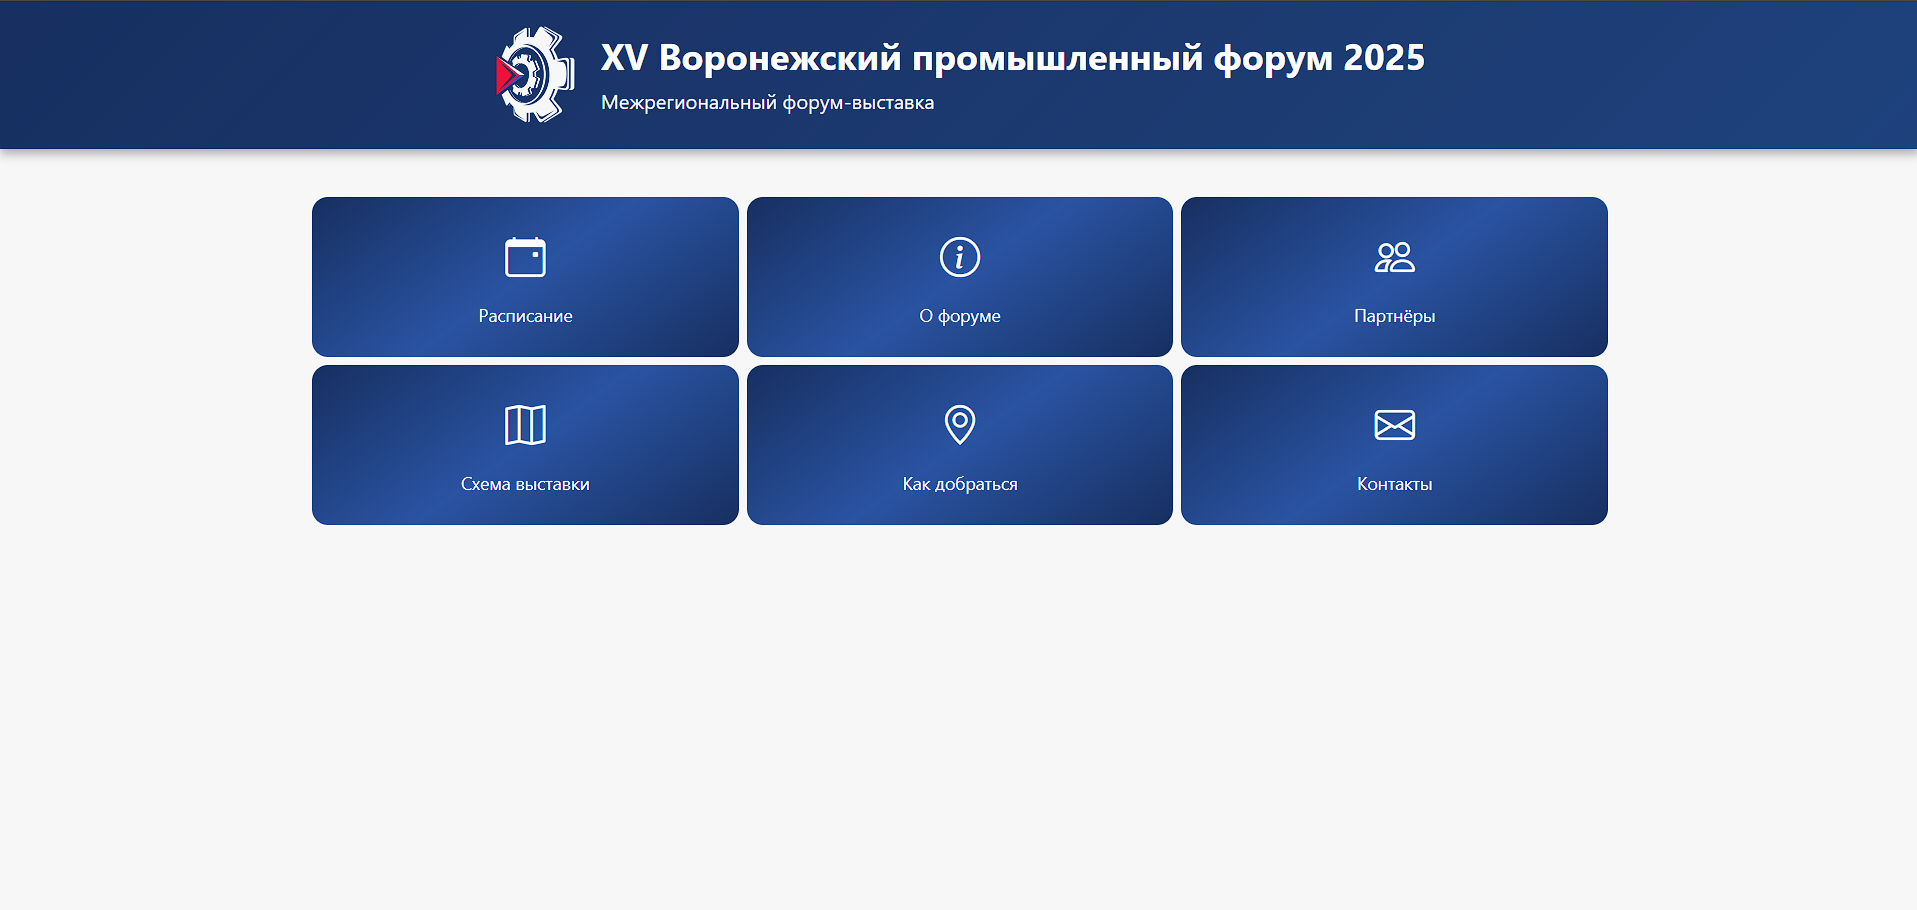 XV Воронежский промышленный форум 2025
Межрегиональный форум-выставка
Расписание
О форуме
Партнёры
Схема выставки
Как добраться
Контакты